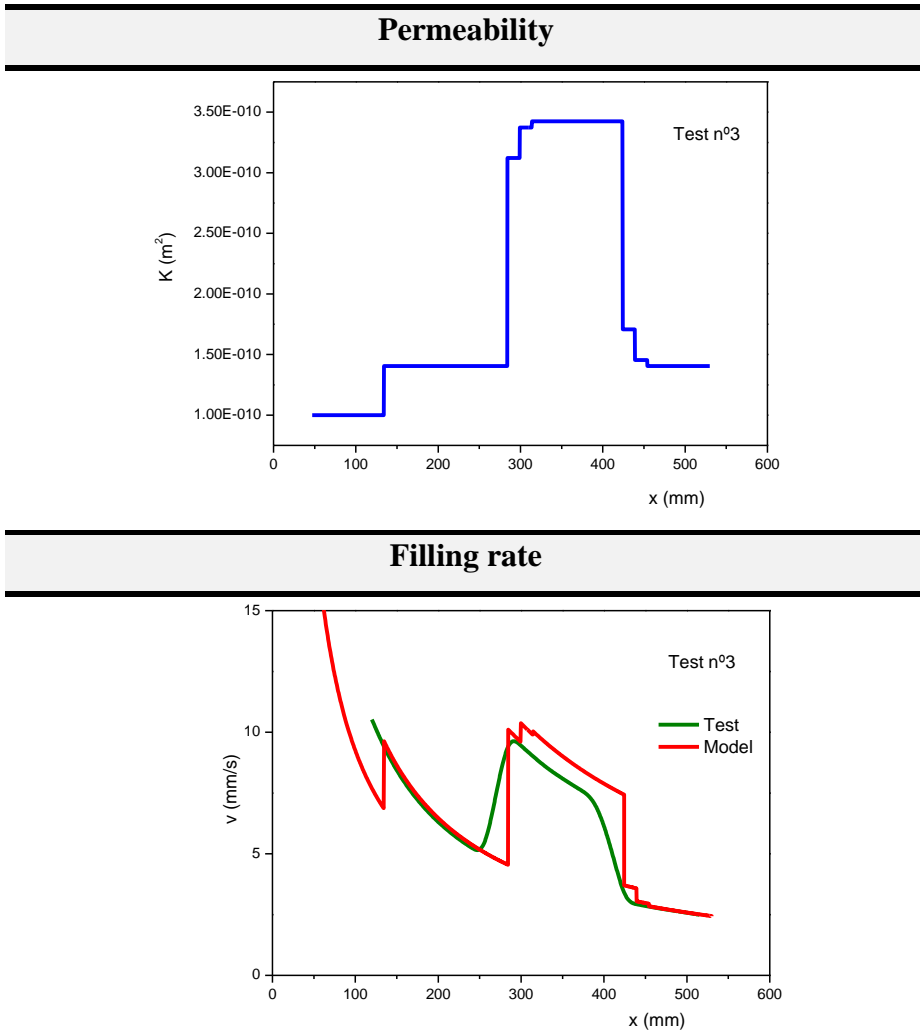 Permeability
Test nº3
3.50E-010
3.00E-010
2.50E-010
2.00E-010
1.50E-010
1.00E-010
K (m²)
0 100 200 300 400 500 600
x (mm)
Filling rate
Test nº3
Test
Model
15
10
5
0
v (mm/s)
0 100 200 300 400 500 600
x (mm)